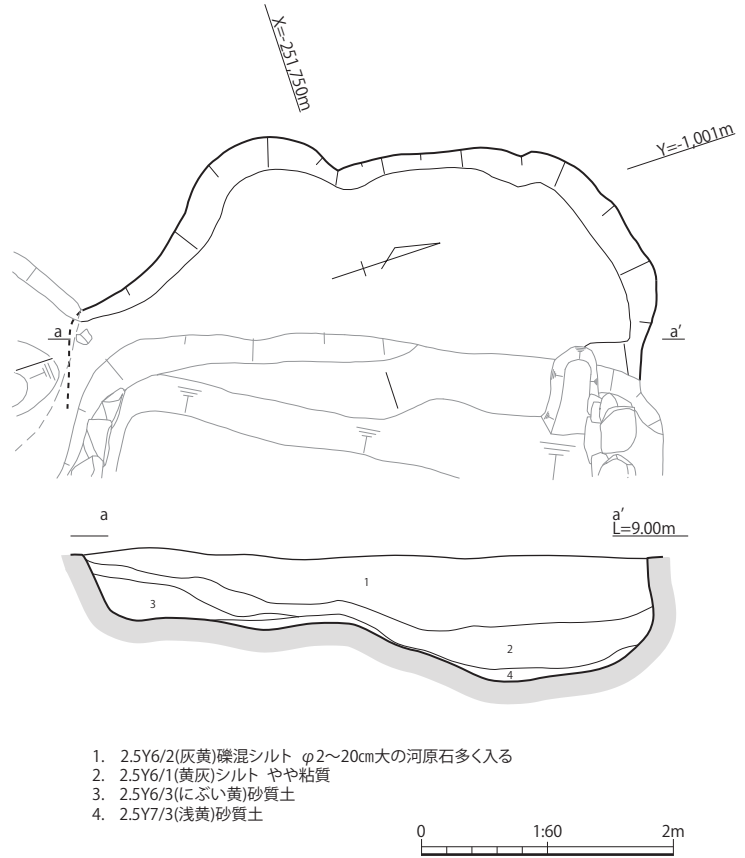 X=-251,750m
Y=-1,001m
a
a′
a
a′
L=9.00m
1
3
2
4
1. 2.5Y6/2(灰黄)礫混シルト φ2～20㎝大の河原石多く入る
2. 2.5Y6/1(黄灰)シルト やや粘質
3. 2.5Y6/3(にぶい黄)砂質土
4. 2.5Y7/3(浅黄)砂質土
0 1:60 2m